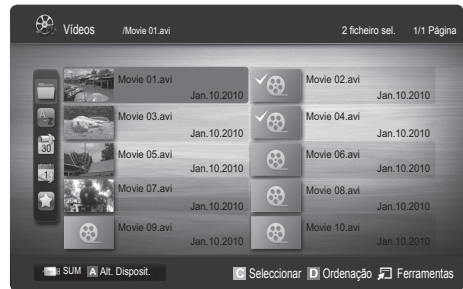 Vídeos /Movie 01.avi 2 ficheiro sel. 1/1 Página
Movie 01.avi Movie 02.avi
Jan.10.2010 Jan.10.2010
Movie 03.avi Movie 04.avi
Jan.10.2010 Jan.10.2010
Movie 05.avi Movie 06.avi
Jan.10.2010 Jan.10.2010
Movie 07.avi Movie 08.avi
Jan.10.2010 Jan.10.2010
Movie 09.avi Movie 10.avi
Jan.10.2010 Jan.10.2010
SUM A Alt. Disposit. C Seleccionar D Ordenação Ferramentas